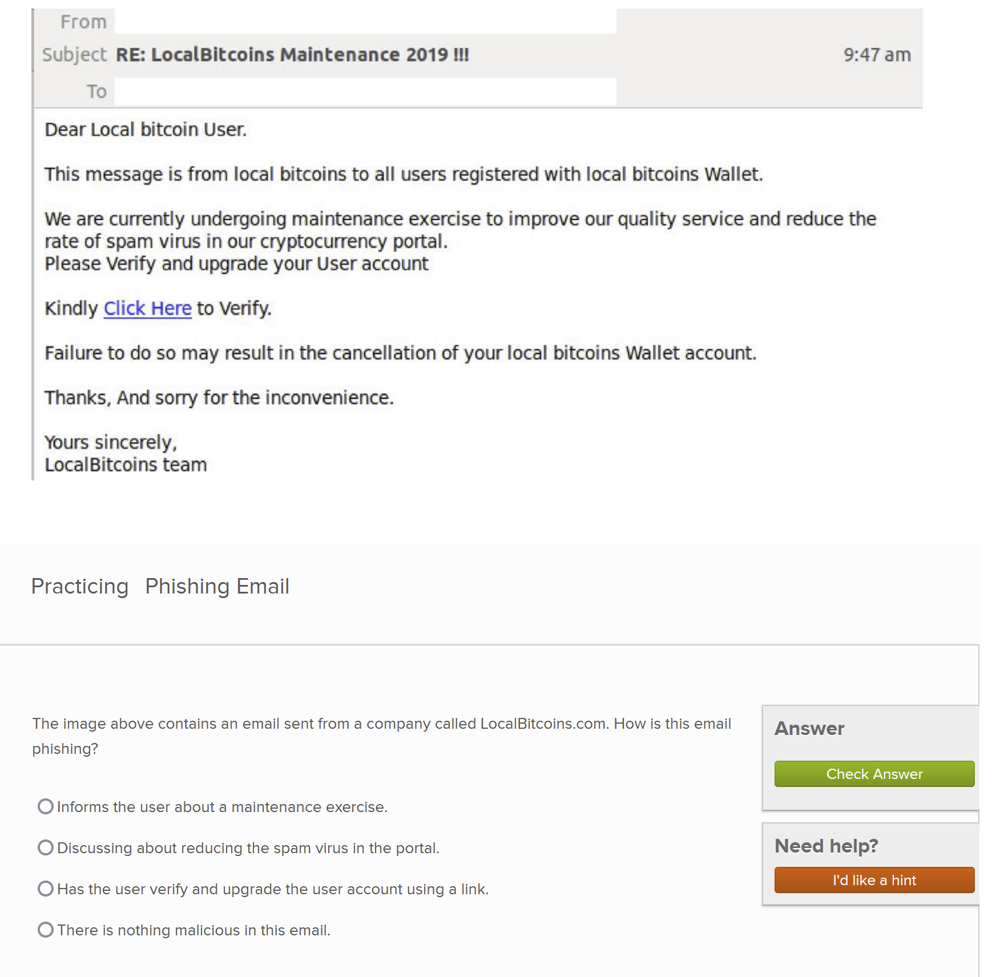 From
Subject RE: LocalBitcoins Maintenance 2019 !!! 9:47 am
To
Dear Local bitcoin User.
This message is from local bitcoins to all users registered with local bitcoins Wallet.
We are currently undergoing maintenance exercise to improve our quality service and reduce the
rate of spam virus in our cryptocurrency portal.
Please Verify and upgrade your User account
Kindly Click Here to Verify.
Failure to do so may result in the cancellation of your local bitcoins Wallet account.
Thanks, And sorry for the inconvenience.
Yours sincerely,
LocalBitcoins team
Practicing Phishing Email
The image above contains an email sent from a company called LocalBitcoins.com. How is this email
phishing?
Informs the user about a maintenance exercise.
Discussing about reducing the spam virus in the portal.
Has the user verify and upgrade the user account using a link.
There is nothing malicious in this email.
Answer
Check Answer
Need help?
I'd like a hint